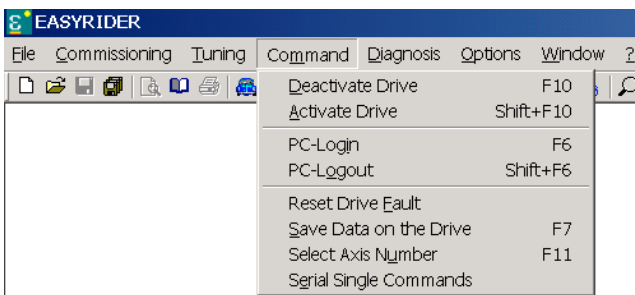 EASYRIDER
File Commissioning Tuning Command Diagnosis Options Window ?
Deactivate Drive F10
Activate Drive Shift+F10
PC-Login F6
PC-Logout Shift+F6
Reset Drive Fault
Save Data on the Drive F7
Select Axis Number F11
Serial Single Commands